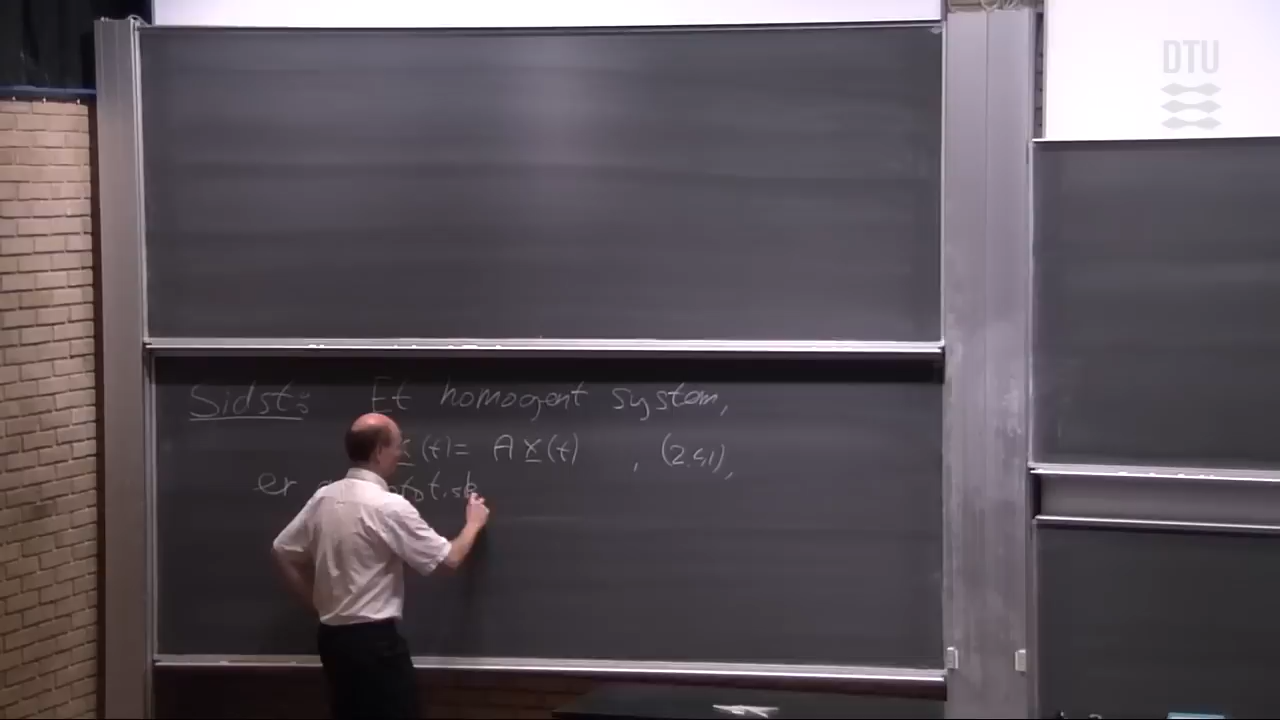 DTU
Sidst: Et homogent system,
x(t) = A x(t) , (2.41),
er